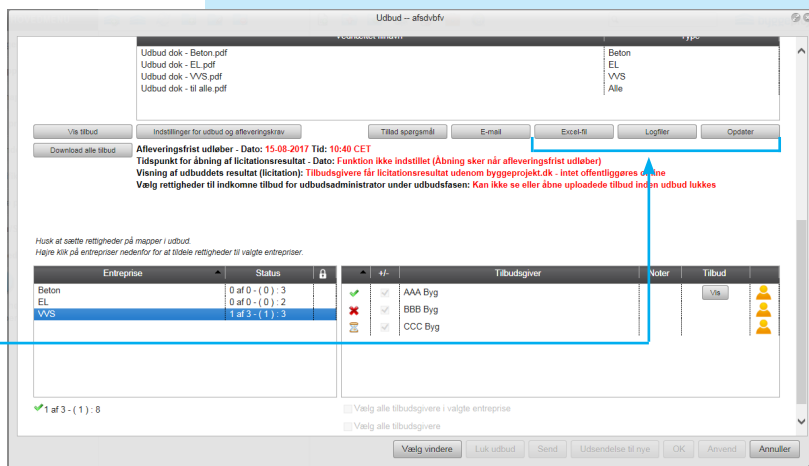 Udbud -- afsdvbfv
Udbud dok - Beton.pdf Beton
Udbud dok - EL.pdf EL
Udbud dok - VVS.pdf VVS
Udbud dok - til alle.pdf Alle
Vis tilbud Indstillinger for udbud og afleveringskrav Tillad spørgsmål E-mail Excel-fil Logfiler Opdater
Download alle tilbud
Afleveringsfrist udløber - Dato: 15-08-2017 Tid: 10:40 CET
Tidspunkt for åbning af licitationsresultat - Dato: Funktion ikke indstillet (Åbning sker når afleveringsfrist udløber)
Visning af udbuddets resultat (licitation): Tilbudsgivere får licitationsresultat udenom byggeprojekt.dk - intet offentliggøres online
Vælg rettigheder til indkomne tilbud for udbudsadministrator under udbudsfasen: Kan ikke se eller åbne uploadede tilbud inden udbud lukkes
Husk at sætte rettigheder på mapper i udbud.
Højre klik på entrepriser nedenfor for at tildele rettigheder til valgte entrepriser.
Entreprise Status +/- Tilbudsgiver Noter Tilbud
Beton 0 af 0 - ( 0 ) : 3 AAA Byg Vis
EL 0 af 0 - ( 0 ) : 2 BBB Byg
VVS 1 af 3 - ( 1 ) : 3 CCC Byg
1 af 3 - ( 1 ) : 8
Vælg alle tilbudsgivere i valgte entreprise
Vælg alle tilbudsgivere
Vælg vindere Luk udbud Send Udsendelse til nye OK Anvend Annuller